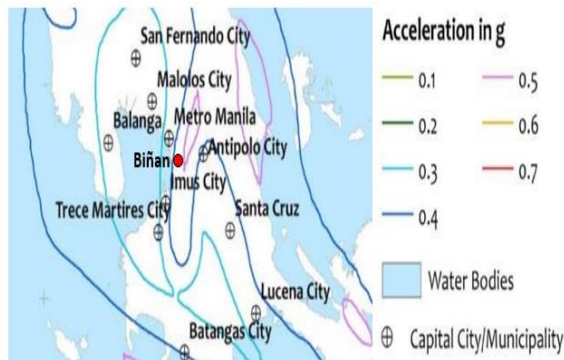 San Fernando City
Malolos City
Balanga
Metro Manila
Biñan
Antipolo City
Imus City
Trece Martires City
Santa Cruz
Lucena City
Batangas City
Acceleration in g
0.1
0.5
0.2
0.6
0.3
0.7
0.4
Water Bodies
Capital City/Municipality